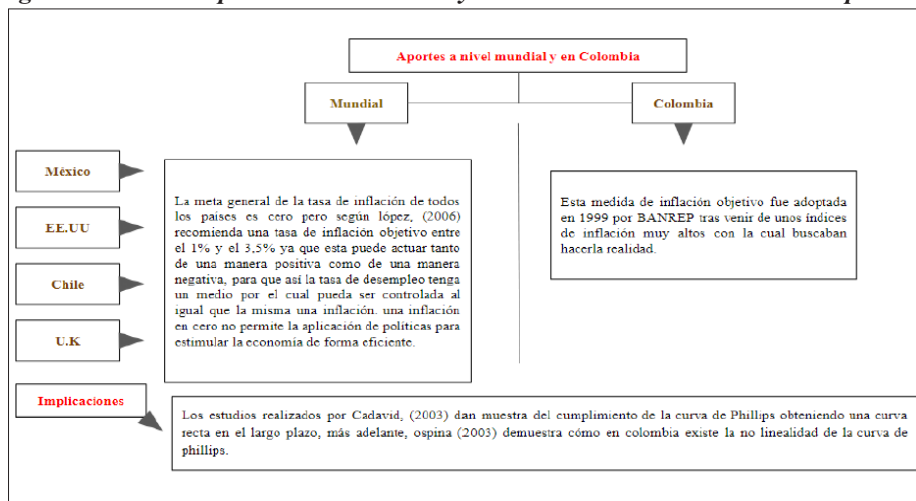 Aportes a nivel mundial y en Colombia
Mundial
Colombia
México
EE.UU
Chile
U.K
La meta general de la tasa de inflación de todos
los países es cero pero según lópez, (2006)
recomienda una tasa de inflación objetivo entre
el 1% y el 3,5% ya que esta puede actuar tanto
de una manera positiva como de una manera
negativa, para que así la tasa de desempleo tenga
un medio por el cual pueda ser controlada al
igual que la misma una inflación. una inflación
en cero no permite la aplicación de políticas para
estimular la economía de forma eficiente.
Esta medida de inflación objetivo fue adoptada
en 1999 por BANREP tras venir de unos índices
de inflación muy altos con la cual buscaban
hacerla realidad.
Implicaciones
Los estudios realizados por Cadavid, (2003) dan muestra del cumplimiento de la curva de Phillips obteniendo una curva
recta en el largo plazo, más adelante, ospina (2003) demuestra cómo en colombia existe la no linealidad de la curva de
phillips.